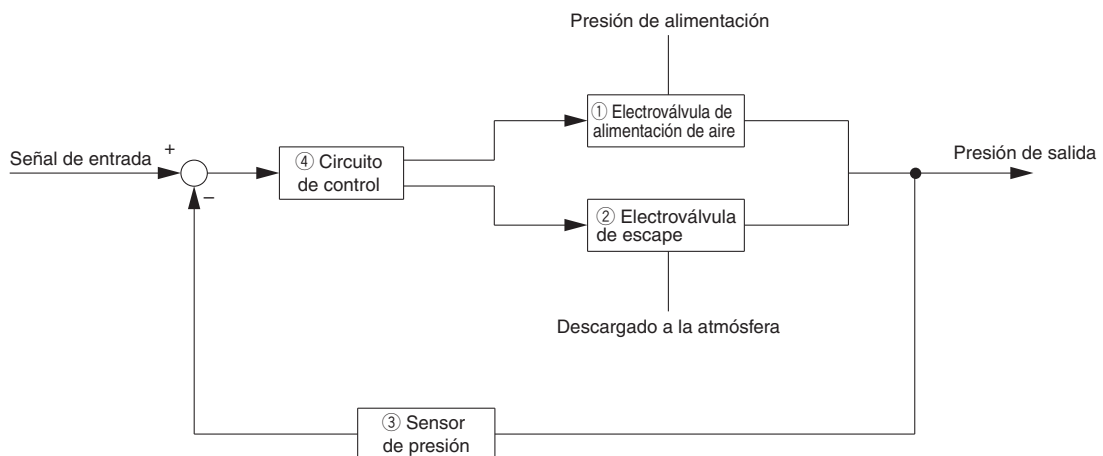 Presión de alimentación
① Electroválvula de
alimentación de aire
Señal de entrada
+
④ Circuito
de control
Presión de salida
−
② Electroválvula
de escape
Descargado a la atmósfera
③ Sensor
de presión